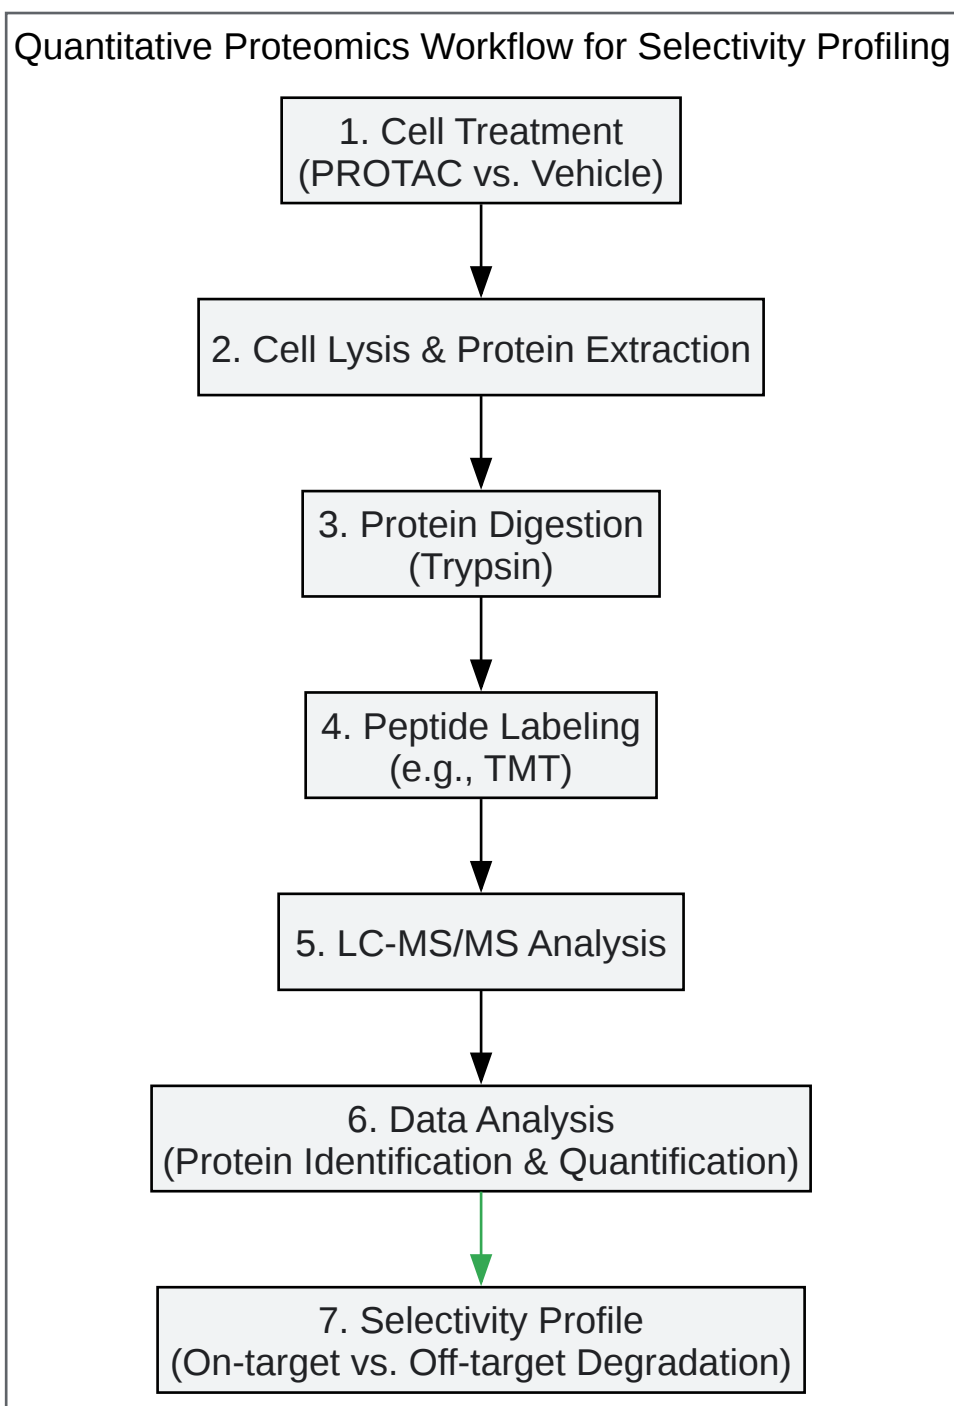 Quantitative Proteomics Workflow for Selectivity Profiling
1. Cell Treatment
(PROTAC vs. Vehicle)
2. Cell Lysis & Protein Extraction
3. Protein Digestion
(Trypsin)
4. Peptide Labeling
(e.g., TMT)
5. LC-MS/MS Analysis
6. Data Analysis
(Protein Identification & Quantification)
7. Selectivity Profile
(On-target vs. Off-target Degradation)